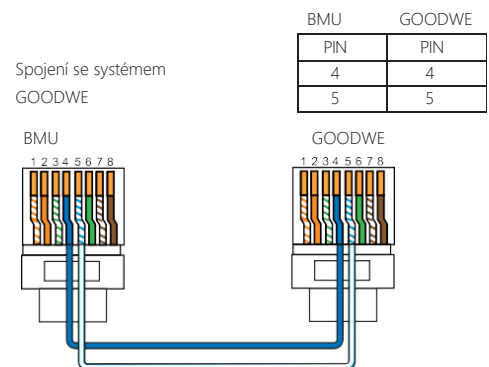 BMU GOODWE
PIN PIN
4 4
5 5
Spojení se systémem
GOODWE
BMU GOODWE
1 2 3 4 5 6 7 8 1 2 3 4 5 6 7 8